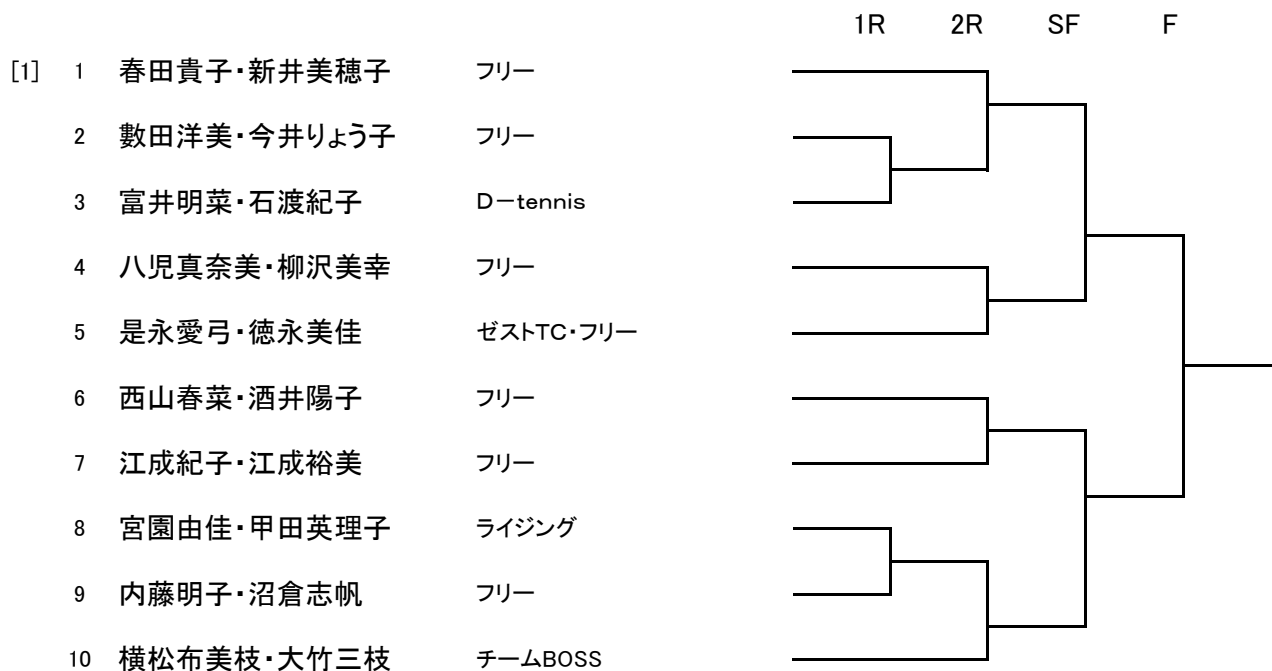 1R 2R SF F
[1] 1 春田貴子・新井美穂子 フリー
2 數田洋美・今井りょう子 フリー
3 富井明菜・石渡紀子 D－tennis
4 八児真奈美・柳沢美幸 フリー
5 是永愛弓・徳永美佳 ゼストTC・フリー
6 西山春菜・酒井陽子 フリー
7 江成紀子・江成裕美 フリー
8 宮園由佳・甲田英理子 ライジング
9 内藤明子・沼倉志帆 フリー
10 横松布美枝・大竹三枝 チームBOSS